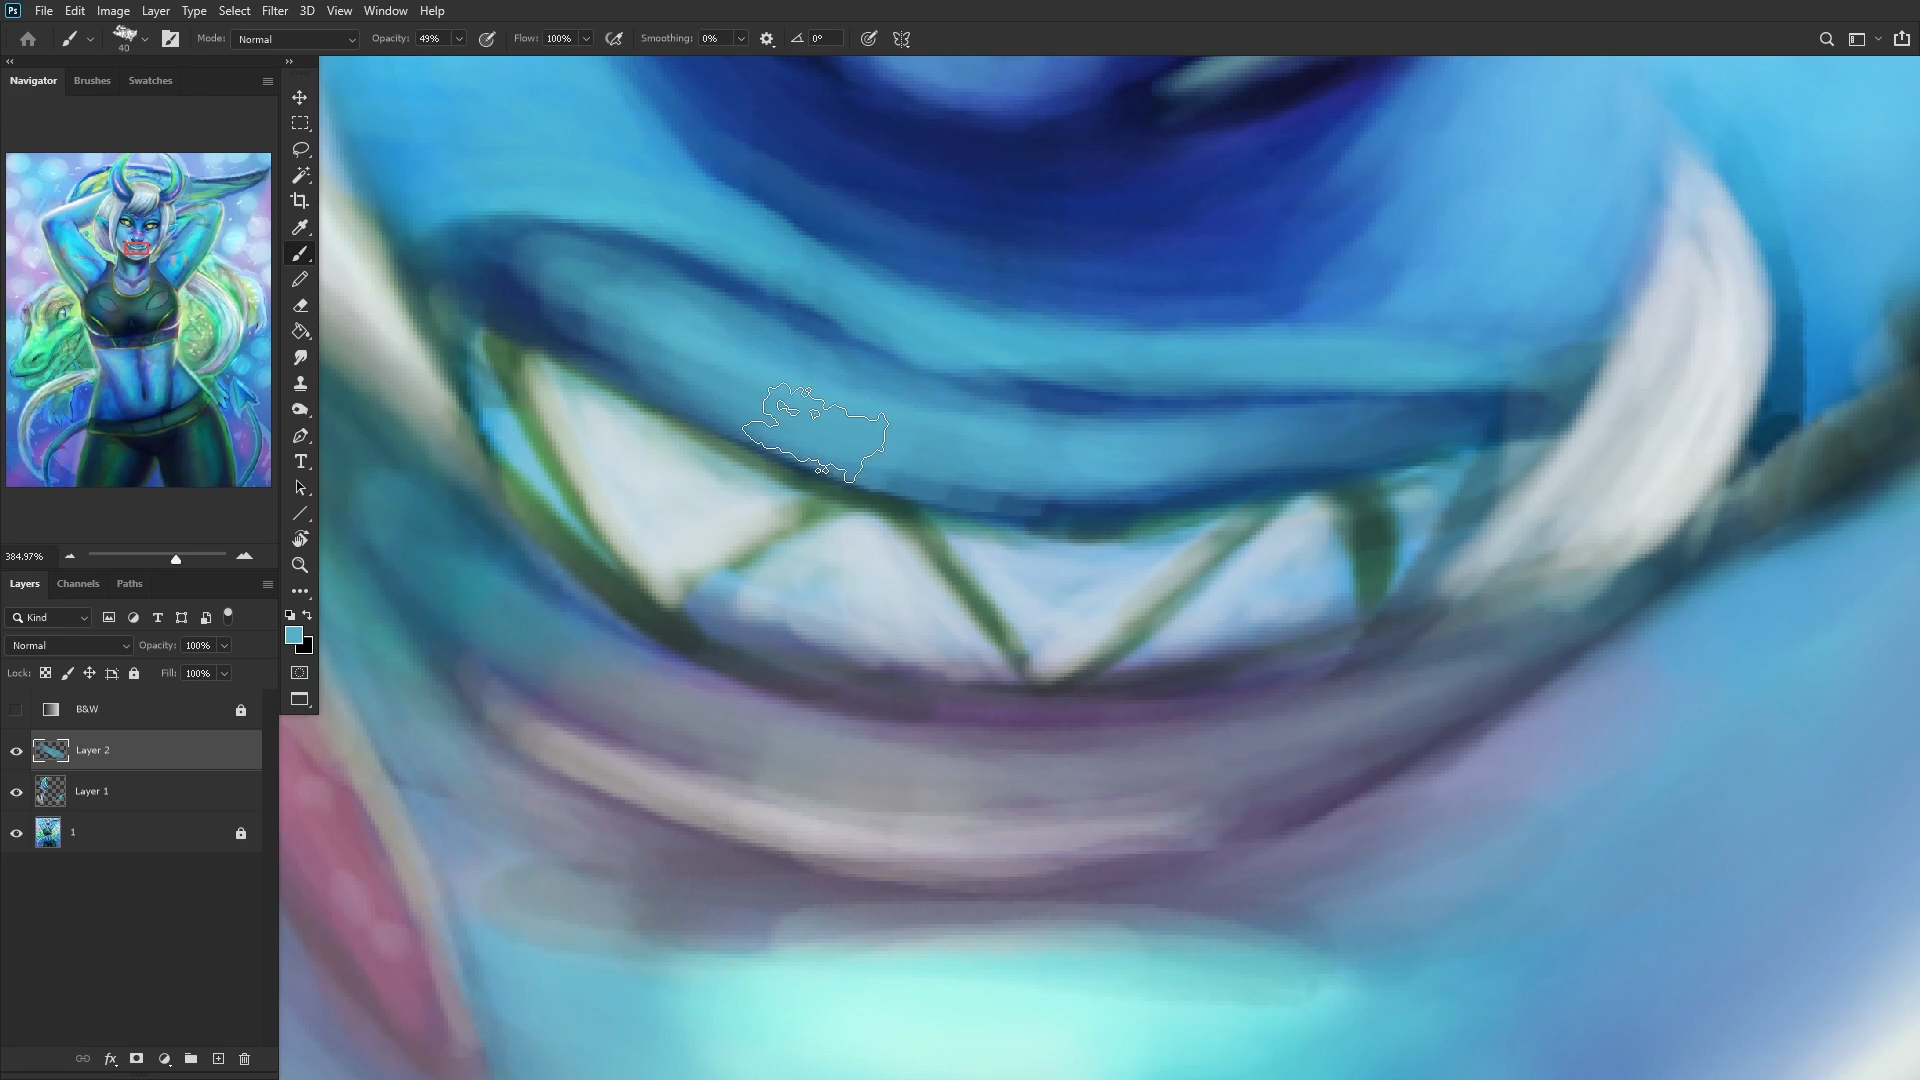 Ps File Edit Image Layer Type Select Filter 3D View Window Help
40 Mode: Normal Opacity: 49% Flow: 100% Smoothing: 0% 0°
Navigator Brushes Swatches
384.97%
Layers Channels Paths
Kind
Normal Opacity: 100%
Lock: Fill: 100%
B&W
Layer 2
Layer 1
1
fx